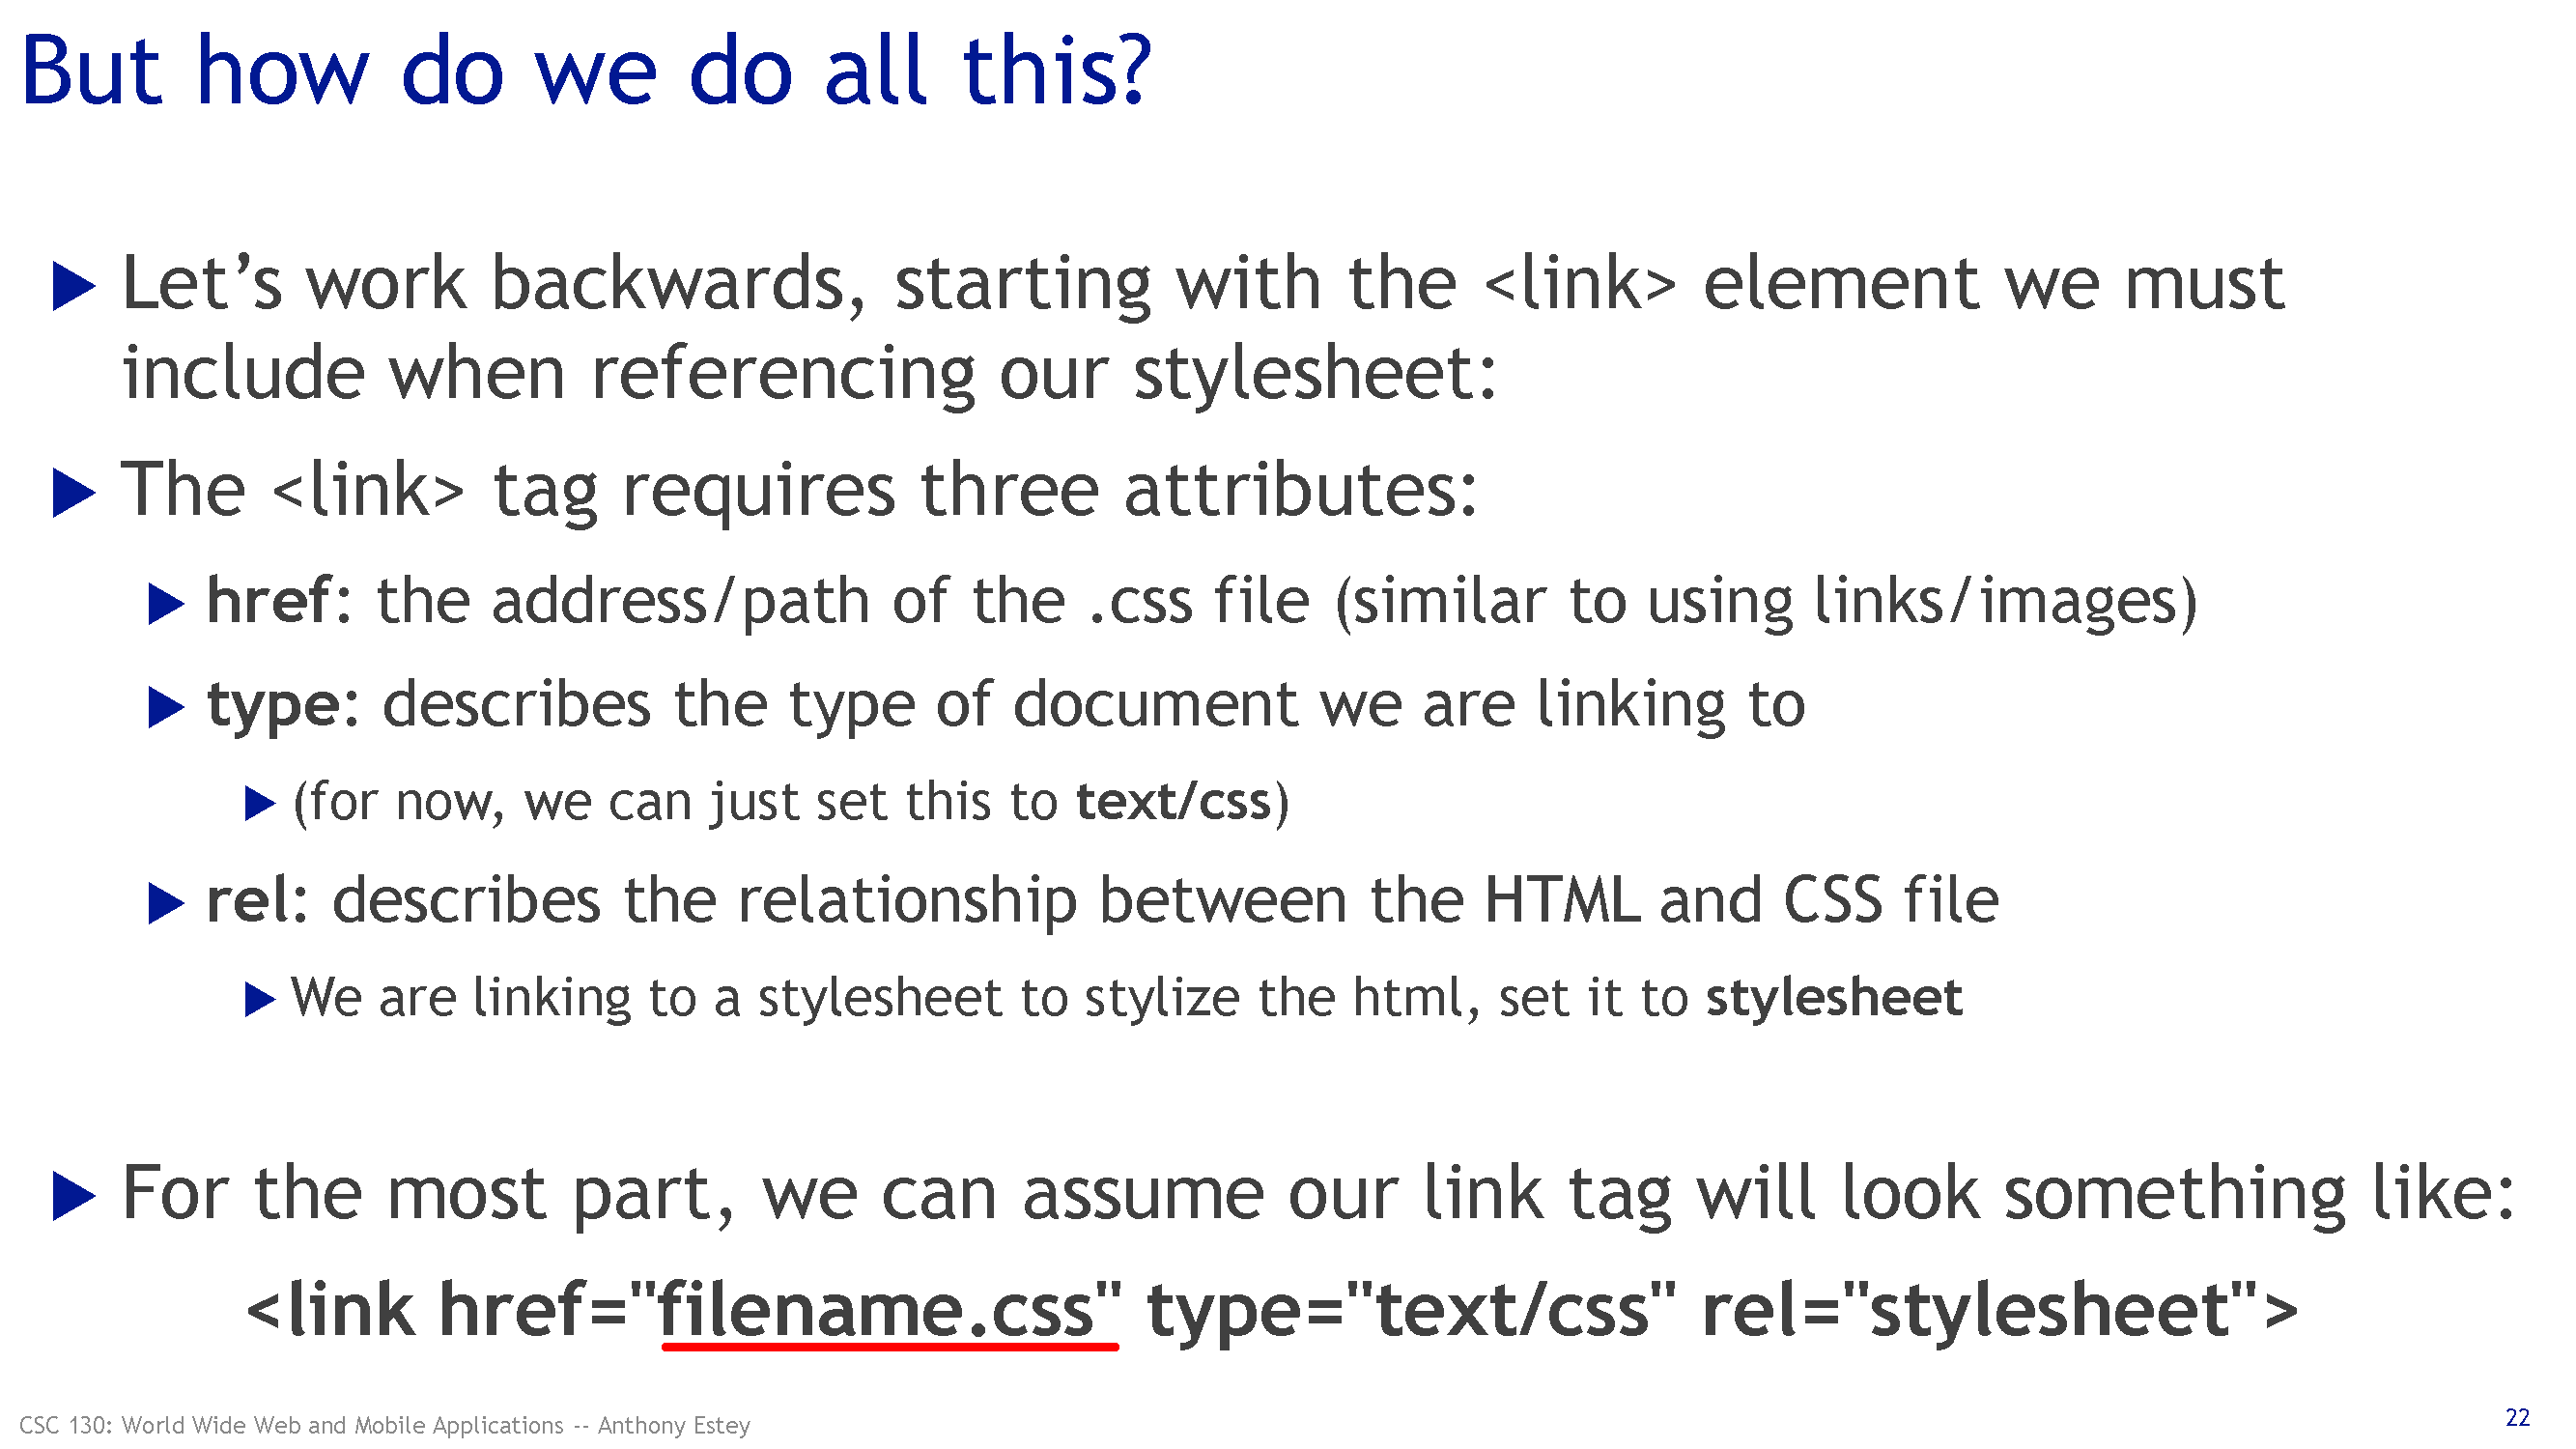 But how do we do all this?
Let’s work backwards, starting with the <link> element we must
include when referencing our stylesheet:
The <link> tag requires three attributes:
href: the address/path of the .css file (similar to using links/images)
type: describes the type of document we are linking to
(for now, we can just set this to text/css)
rel: describes the relationship between the HTML and CSS file
We are linking to a stylesheet to stylize the html, set it to stylesheet
For the most part, we can assume our link tag will look something like:
<link href="filename.css" type="text/css" rel="stylesheet">
CSC 130: World Wide Web and Mobile Applications -- Anthony Estey
22